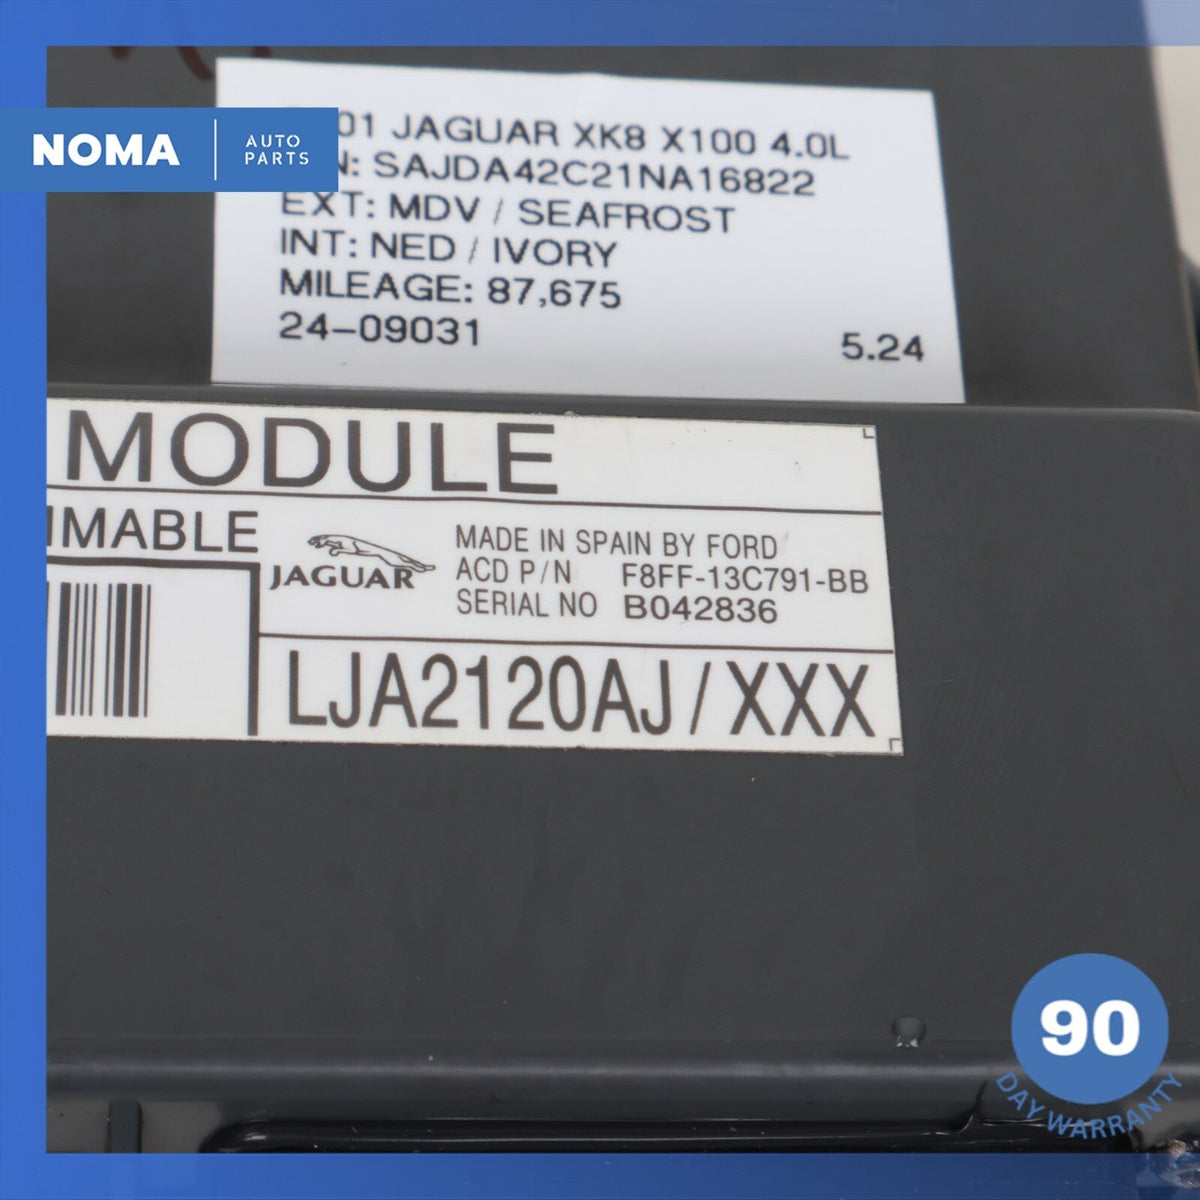 NOMA
AUTO
PARTS
01 JAGUAR XK8 X100 4.0L
N: SAJDA42C21NA16822
EXT: MDV / SEAFROST
INT: NED / IVORY
MILEAGE: 87,675
24-09031
5.24
MODULE
MMABLE
JAGUAR
MADE IN SPAIN BY FORD
ACD P/N F8FF-13C791-BB
SERIAL NO B042836
LJA2120AJ/XXX
90
DAY WARRANTY